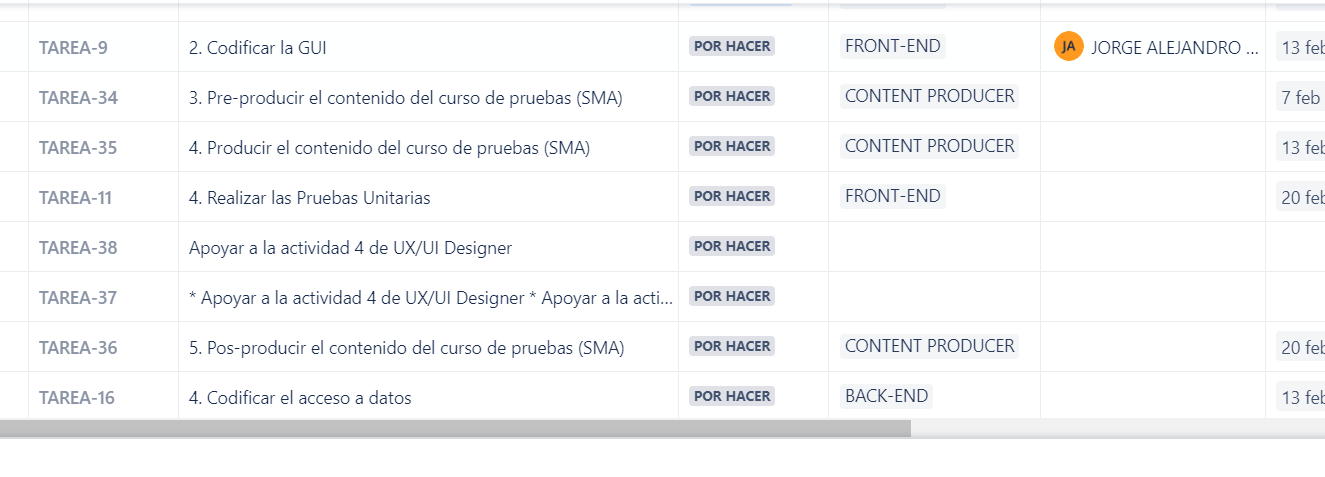 TAREA-9 2. Codificar la GUI POR HACER FRONT-END JA JORGE ALEJANDRO ... 13 feb
TAREA-34 3. Pre-producir el contenido del curso de pruebas (SMA) POR HACER CONTENT PRODUCER 7 feb
TAREA-35 4. Producir el contenido del curso de pruebas (SMA) POR HACER CONTENT PRODUCER 13 feb
TAREA-11 4. Realizar las Pruebas Unitarias POR HACER FRONT-END 20 feb
TAREA-38 Apoyar a la actividad 4 de UX/UI Designer POR HACER
TAREA-37 * Apoyar a la actividad 4 de UX/UI Designer * Apoyar a la acti... POR HACER
TAREA-36 5. Pos-producir el contenido del curso de pruebas (SMA) POR HACER CONTENT PRODUCER 20 feb
TAREA-16 4. Codificar el acceso a datos POR HACER BACK-END 13 feb